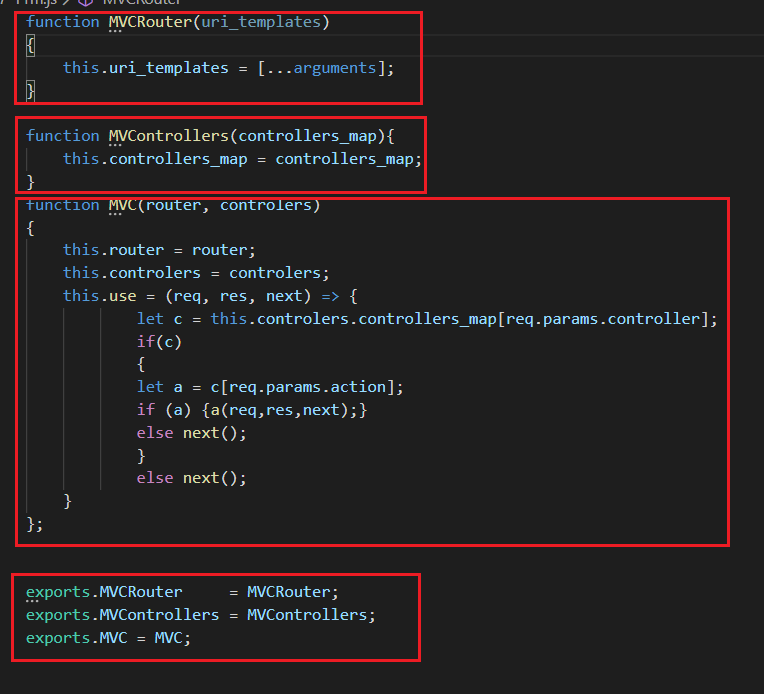 function MVCRouter(uri_templates)
{
this.uri_templates = [...arguments];
}
function MVControllers(controllers_map){
this.controllers_map = controllers_map;
}
function MVC(router, controlers)
{
this.router = router;
this.controlers = controlers;
this.use = (req, res, next) => {
let c = this.controlers.controllers_map[req.params.controller];
if(c)
{
let a = c[req.params.action];
if (a) {a(req,res,next);}
else next();
}
else next();
}
};
exports.MVCRouter     = MVCRouter;
exports.MVControllers = MVControllers;
exports.MVC = MVC;